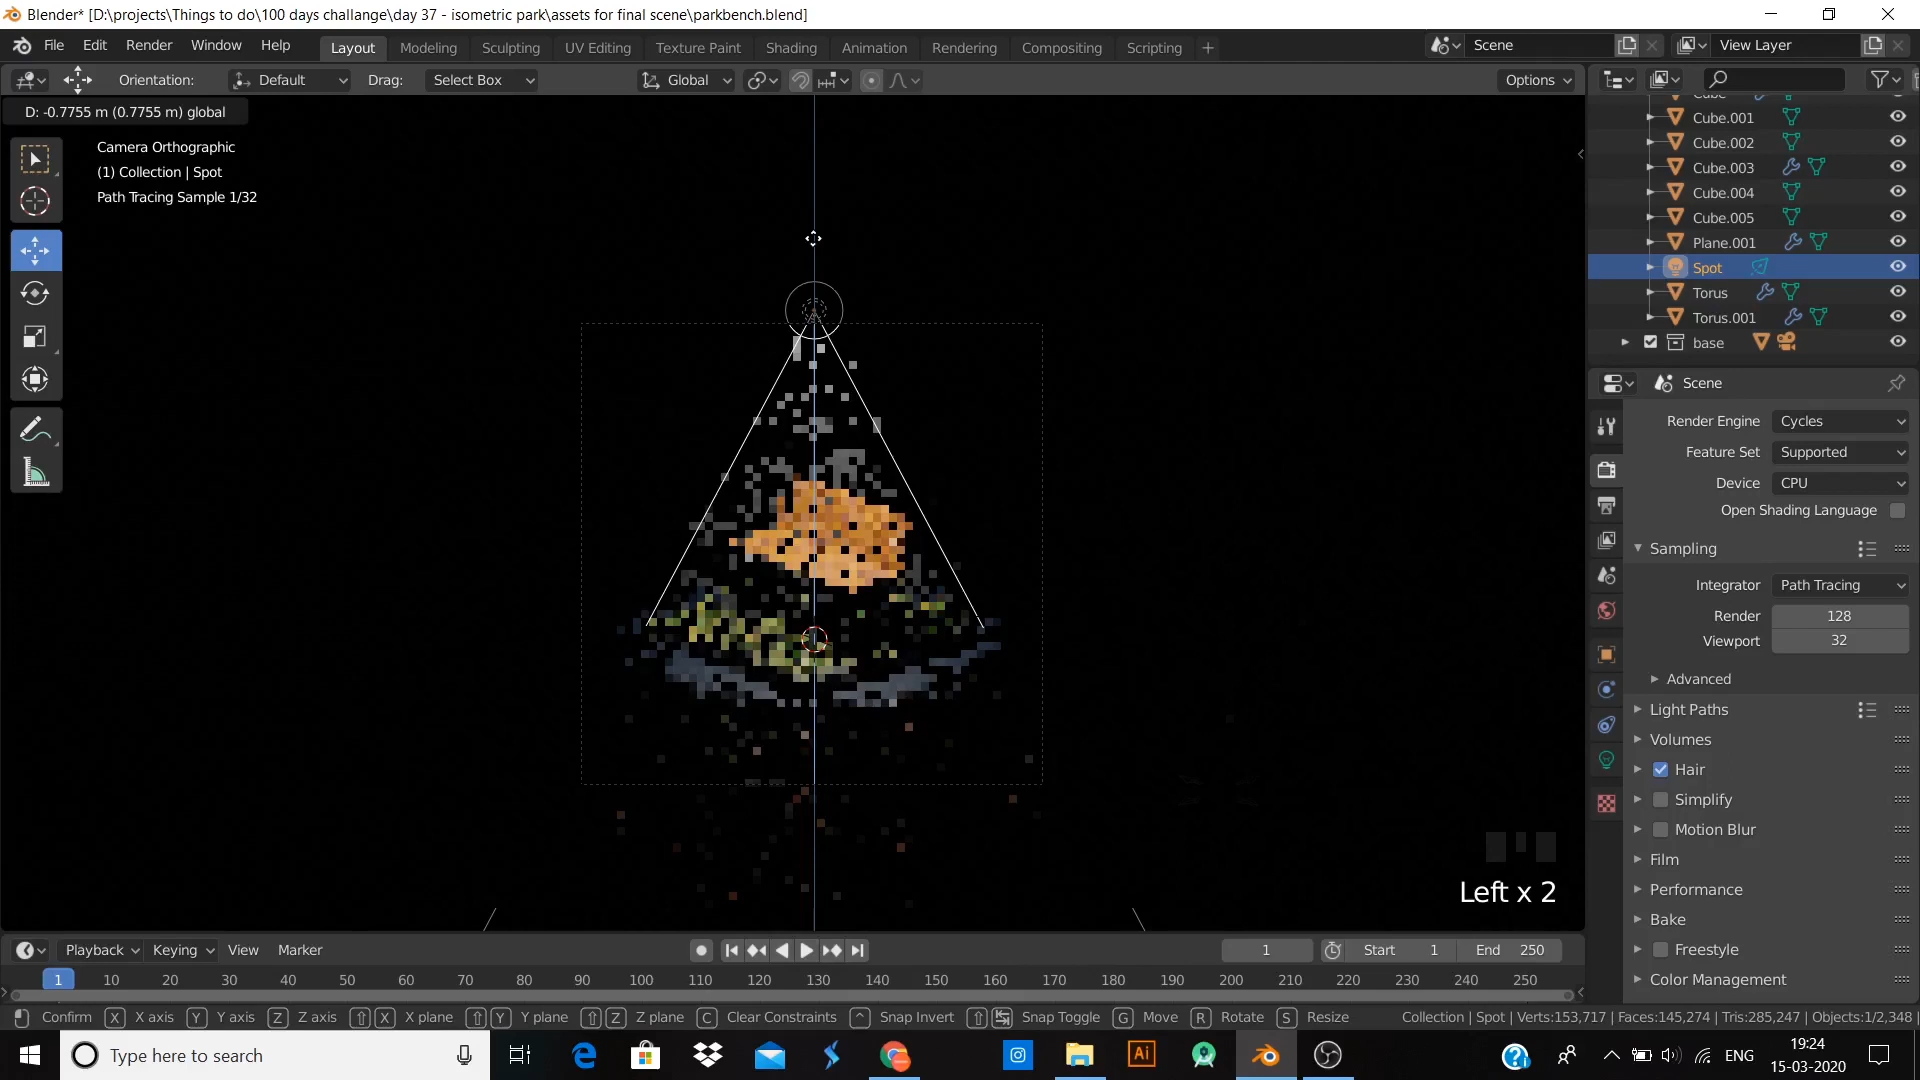 Blender* [D:\projects\Things to do\100 days challange\day 37 - isometric park\assets for final scene\parkbench.blend]
File Edit Render Window Help Layout Modeling Sculpting UV Editing Texture Paint Shading Animation Rendering Compositing Scripting + Scene View Layer
Orientation: Default Drag: Select Box Global Options
D: -0.7755 m (0.7755 m) global
Camera Orthographic
(1) Collection | Spot
Path Tracing Sample 1/32
Cube.001
Cube.002
Cube.003
Cube.004
Cube.005
Plane.001
Spot
Torus
Torus.001
base
Scene
Render Engine Cycles
Feature Set Supported
Device CPU
Open Shading Language
Sampling
Integrator Path Tracing
Render 128
Viewport 32
Advanced
Light Paths
Volumes
Hair
Simplify
Motion Blur
Film
Performance
Bake
Freestyle
Color Management
Left x 2
Playback Keying View Marker 1 Start 1 End 250
1 10 20 30 40 50 60 70 80 90 100 110 120 130 140 150 160 170 180 190 200 210 220 230 240 250
Confirm X X axis Y Y axis Z Z axis X X plane Y Y plane Z Z plane C Clear Constraints ^ Snap Invert Snap Toggle G Move R Rotate S Resize Collection | Spot | Verts:153,717 | Faces:145,274 | Tris:285,247 | Objects:1/2,348
Type here to search Ai ENG 19:24
15-03-2020